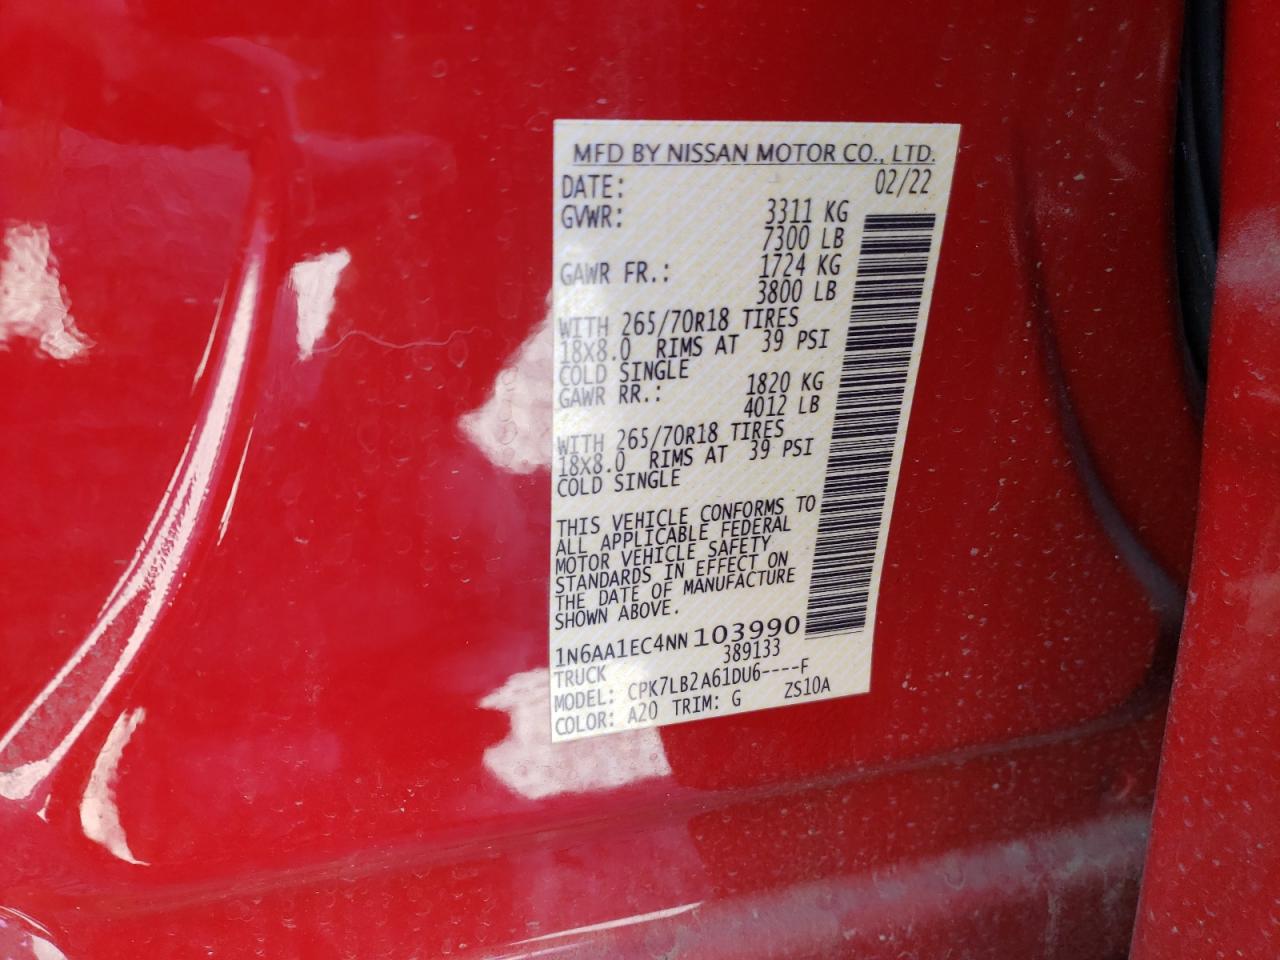 MFD BY NISSAN MOTOR CO., LTD.
DATE: 02/22
GVWR: 3311 KG
7300 LB
GAWR FR.: 1724 KG
3800 LB
WITH 265/70R18 TIRES
18X8.0 RIMS AT 39 PSI
COLD SINGLE
GAWR RR.: 1820 KG
4012 LB
WITH 265/70R18 TIRES
18X8.0 RIMS AT 39 PSI
COLD SINGLE
THIS VEHICLE CONFORMS TO
ALL APPLICABLE FEDERAL
MOTOR VEHICLE SAFETY
STANDARDS IN EFFECT ON
THE DATE OF MANUFACTURE
SHOWN ABOVE.
1N6AA1EC4NN103990
TRUCK 389133
MODEL: CPK7LB2A61DU6----F
COLOR: A20 TRIM: G ZS10A